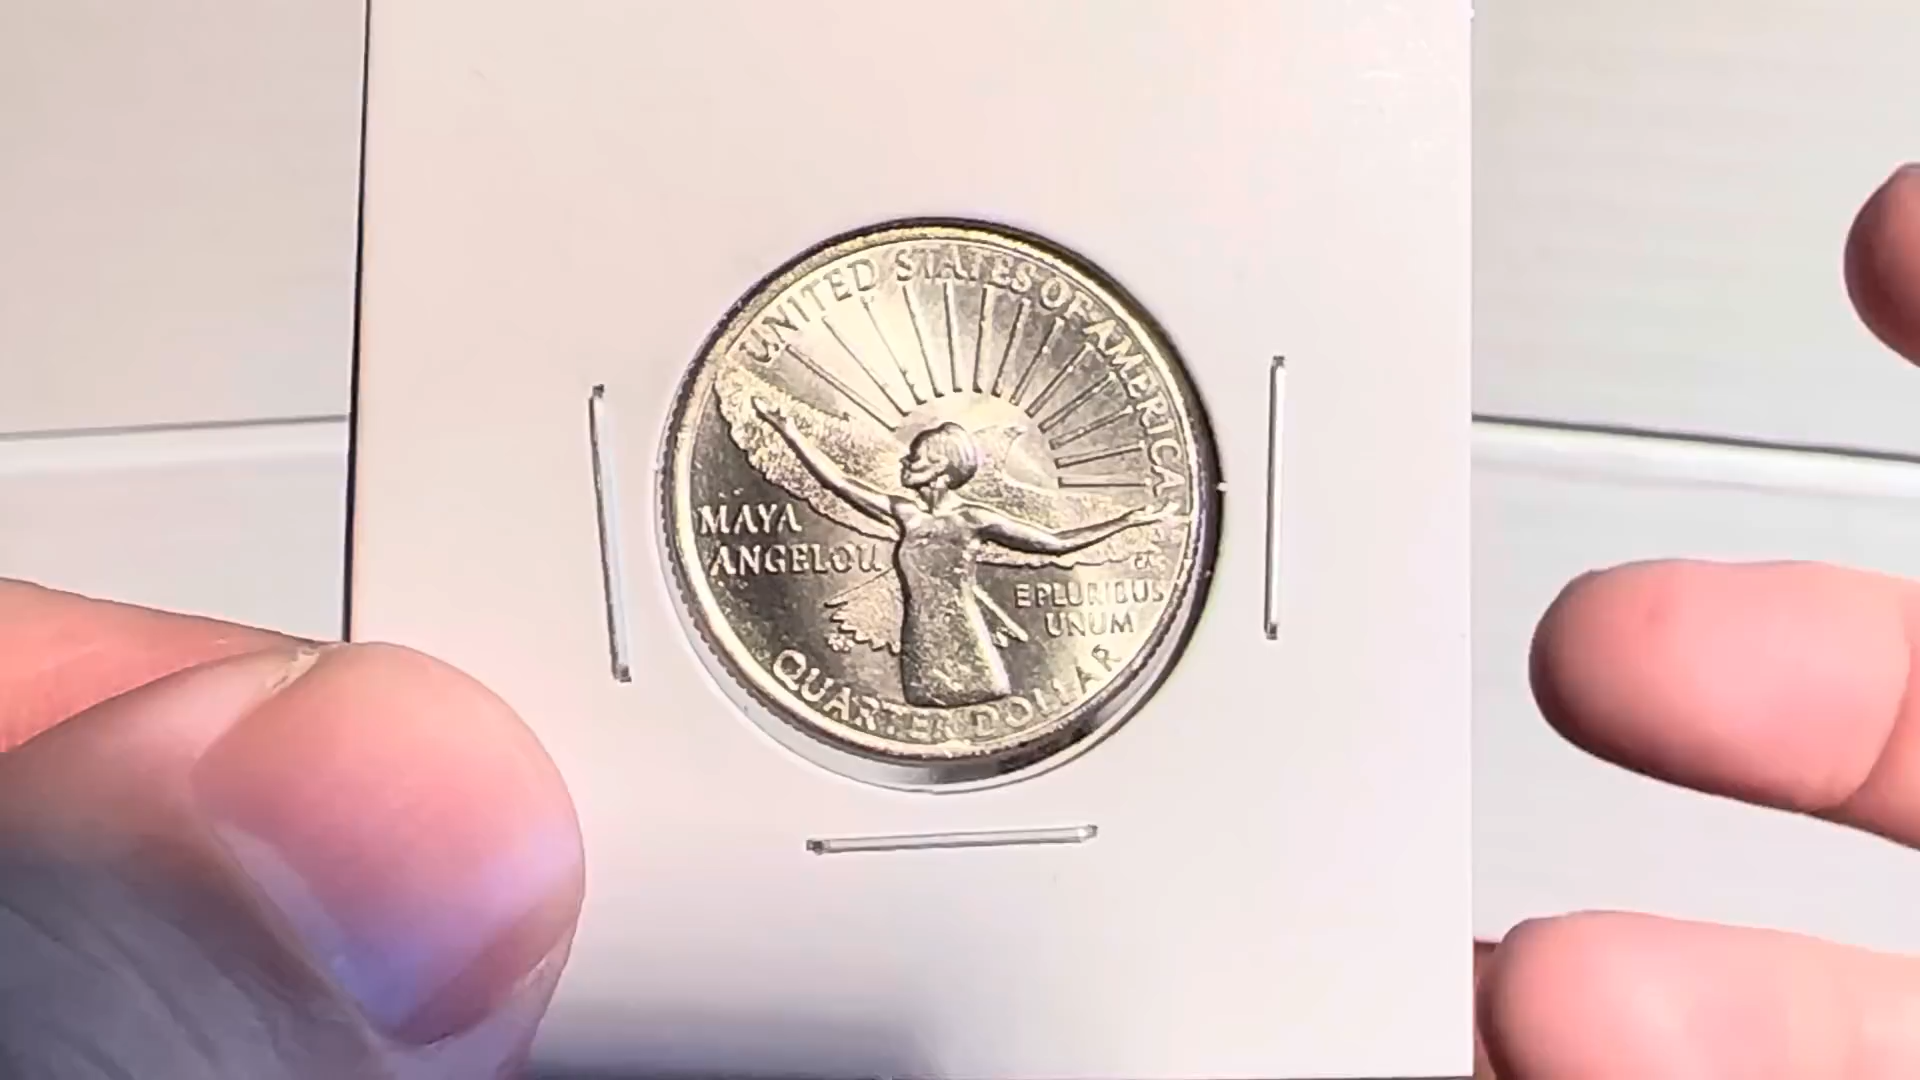 UNITED STATES OF AMERICA
MAYA
ANGELOU
E PLURIBUS
UNUM
QUARTER DOLLAR